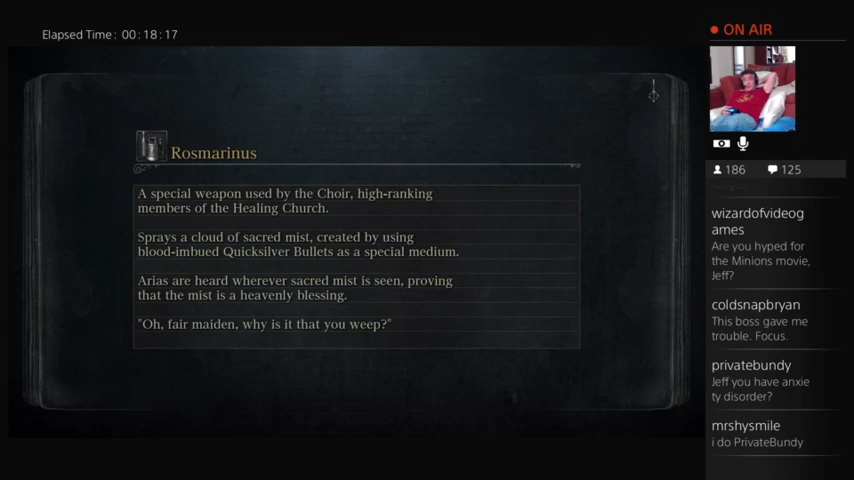 Elapsed Time: 00:18:17
Rosmarinus
A special weapon used by the Choir, high-ranking
members of the Healing Church.
Sprays a cloud of sacred mist, created by using
blood-imbued Quicksilver Bullets as a special medium.
Arias are heard wherever sacred mist is seen, proving
that the mist is a heavenly blessing.
"Oh, fair maiden, why is it that you weep?"
ON AIR
186 125
wizardofvideog
ames
Are you hyped for
the Minions movie,
Jeff?
coldsnapbryan
This boss gave me
trouble. Focus.
privatebundy
Jeff you have anxie
ty disorder?
mrshysmile
i do PrivateBundy